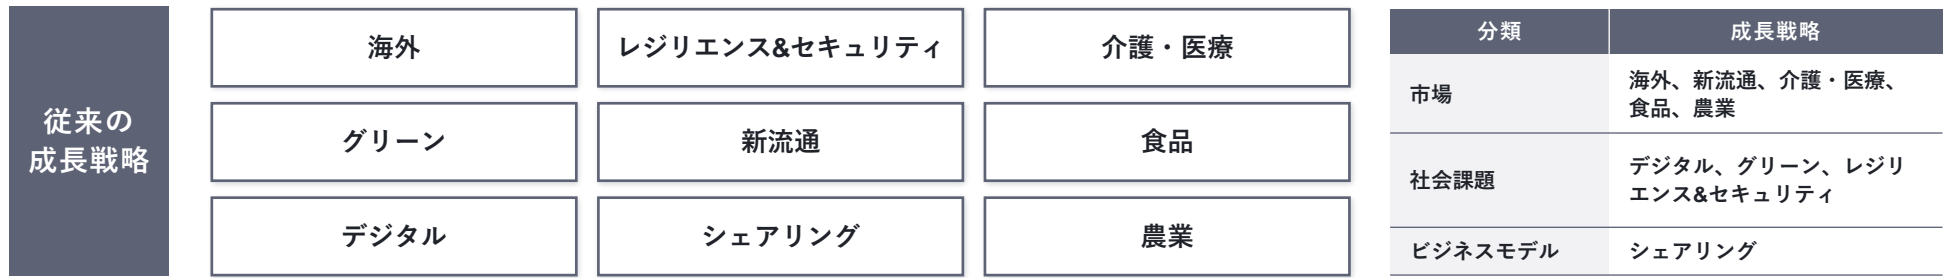 従来の
成長戦略
海外
レジリエンス&セキュリティ
介護・医療
グリーン
新流通
食品
デジタル
シェアリング
農業
分類
成長戦略
市場
海外、新流通、介護・医療、
食品、農業
社会課題
デジタル、グリーン、レジリ
エンス&セキュリティ
ビジネスモデル
シェアリング